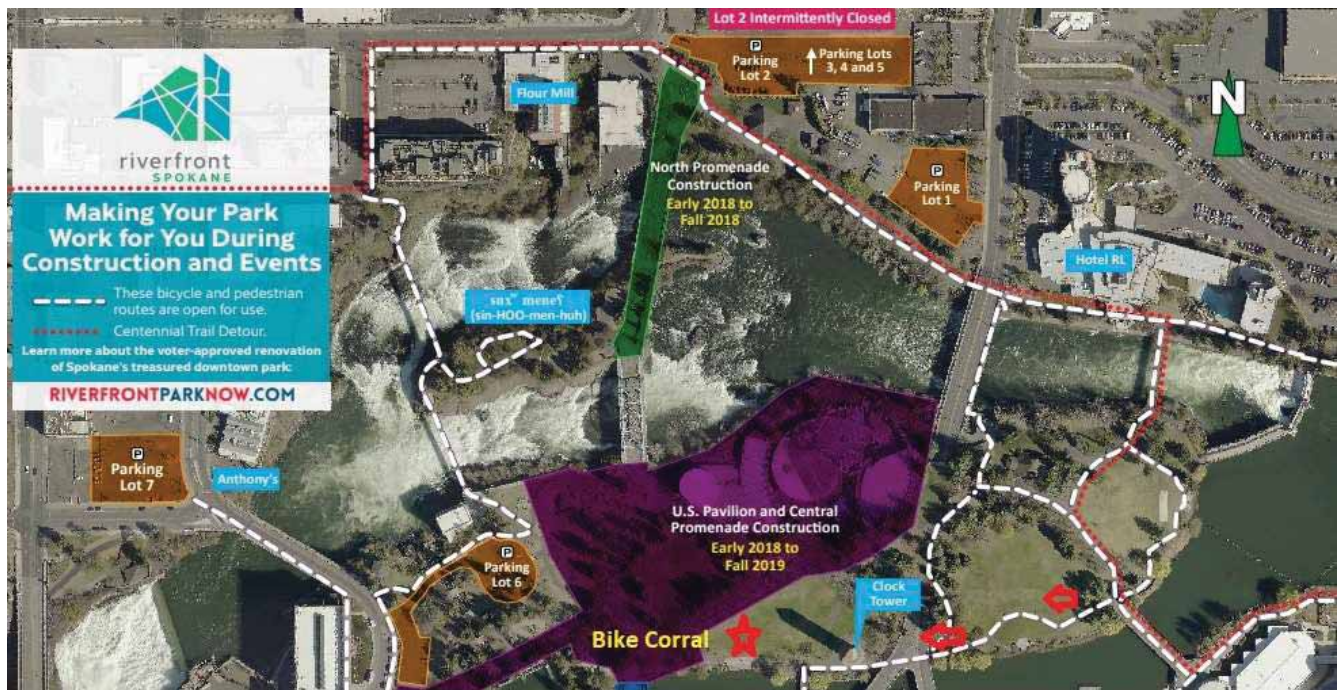 Lot 2 Intermittently Closed
P
Parking
Lot 2
Parking Lots
3, 4 and 5
Flour Mill
N
riverfront
SPOKANE
North Promenade
Construction
Early 2018 to
Fall 2018
P
Parking
Lot 1
Making Your Park
Work for You During
Construction and Events
These bicycle and pedestrian
routes are open for use.
Centennial Trail Detour.
Learn more about the voter-approved renovation
of Spokane's treasured downtown park:
RIVERFRONTPARKNOW.COM
Hotel RL
snxʷ meneʕ
(sin-HOO-men-huh)
P
Parking
Lot 7
Anthony's
U.S. Pavilion and Central
Promenade Construction
Early 2018 to
Fall 2019
P
Parking
Lot 6
Clock
Tower
Bike Corral